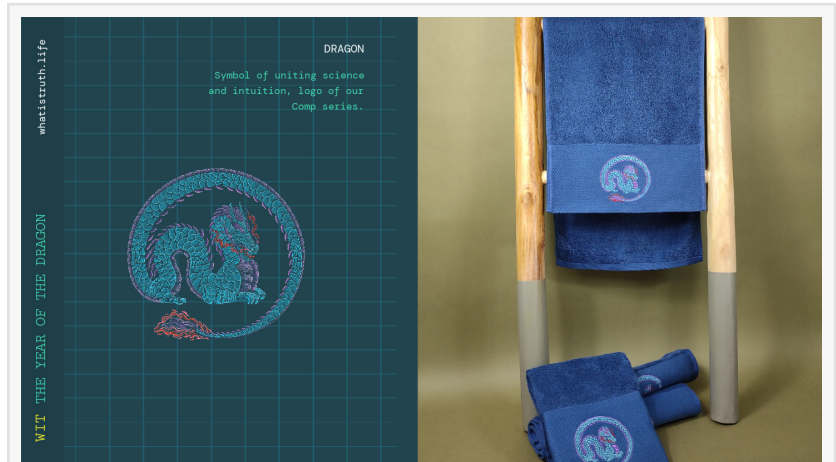 whatistruth.life
WIT THE YEAR OF THE DRAGON
DRAGON
Symbol of uniting science
and intuition, logo of our
Comp series.